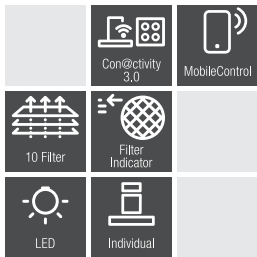 Con@ctivity
3.0
MobileControl
10 Filter
Filter
Indicator
LED
Individual